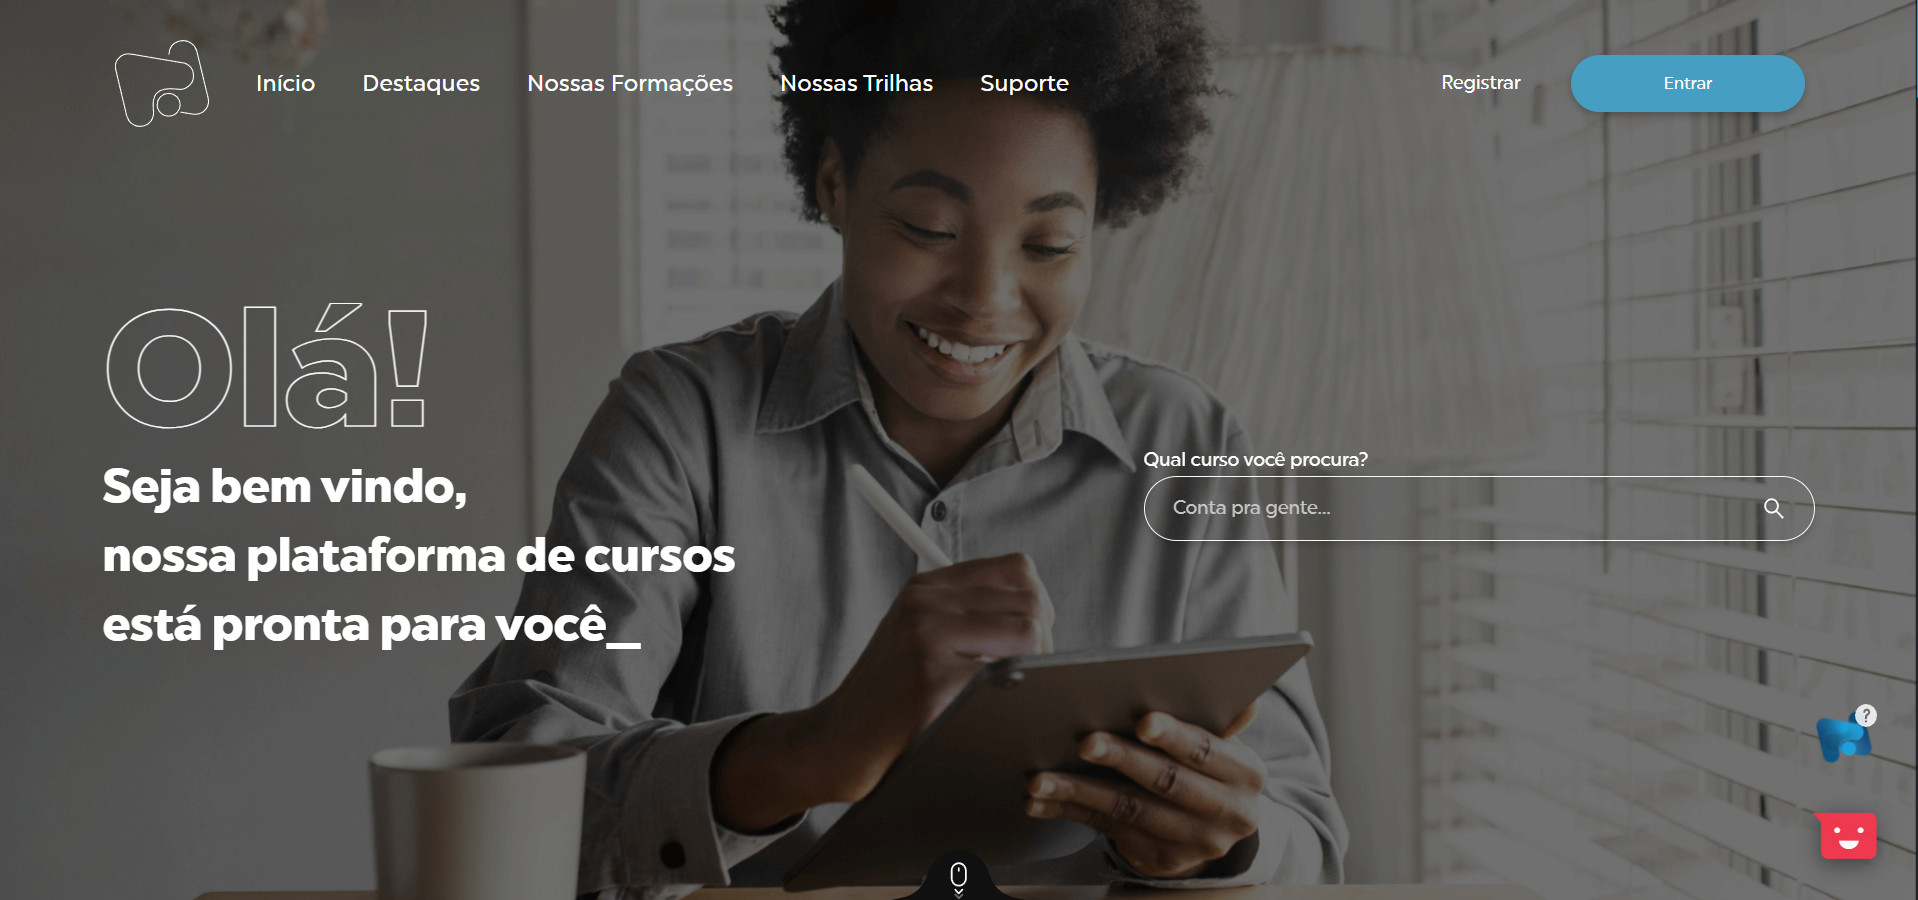 Início
Destaques
Nossas Formações
Nossas Trilhas
Suporte
Registrar
Entrar
Olá!
Seja bem vindo,
nossa plataforma de cursos
está pronta para você_
Qual curso você procura?
Conta pra gente...
?